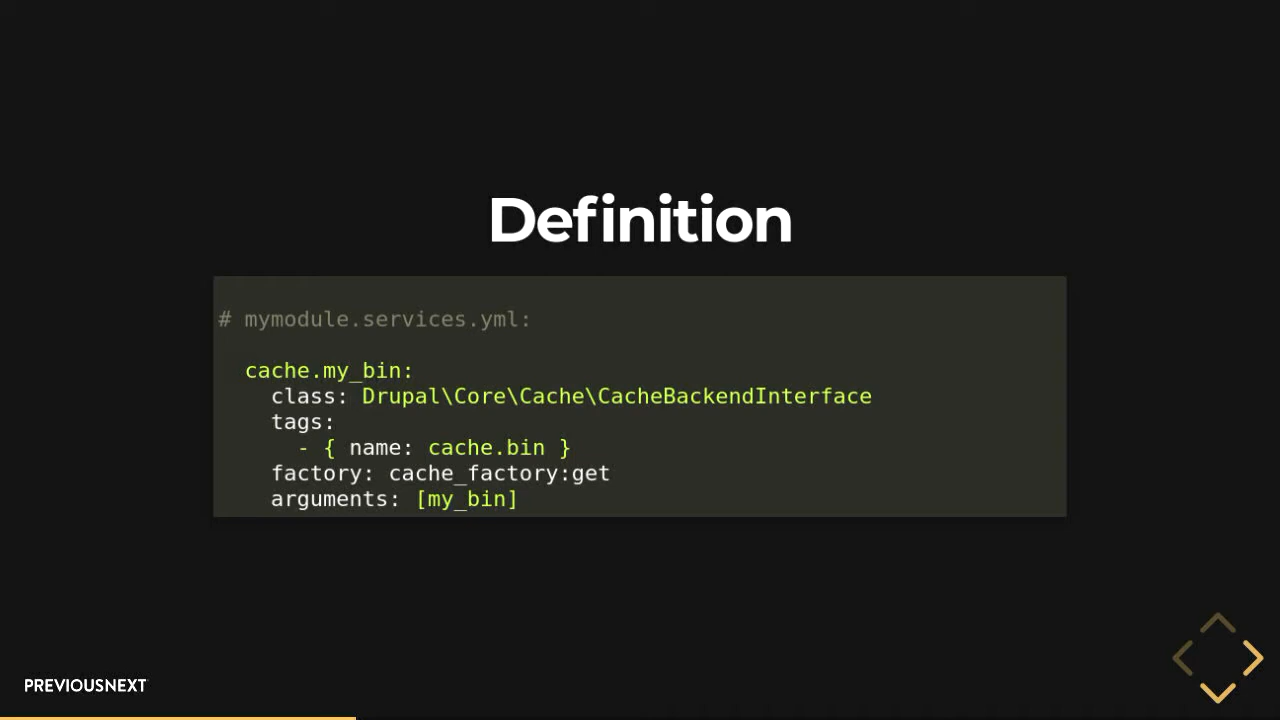 Definition
# mymodule.services.yml:
cache.my_bin:
class: Drupal\Core\Cache\CacheBackendInterface
tags:
- { name: cache.bin }
factory: cache_factory:get
arguments: [my_bin]
PREVIOUSNEXT